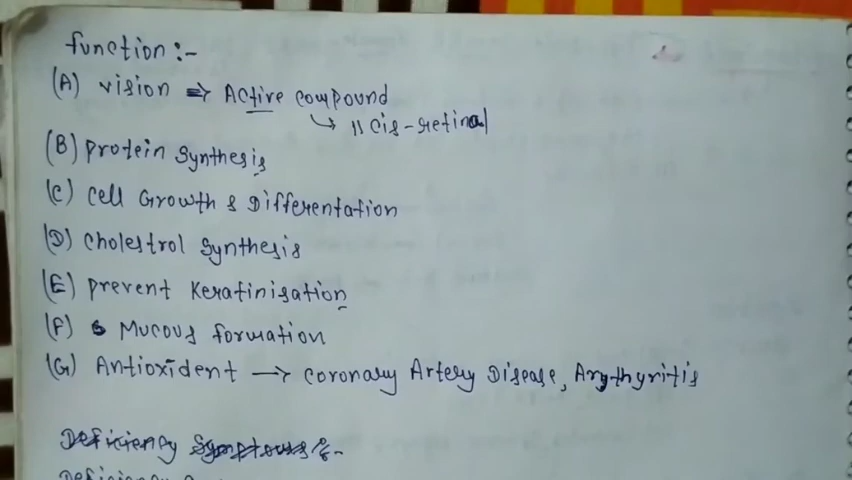 function :-
(A) vision => Active compound
↳ 11 cis-retinal
(B) Protein synthesis
(C) Cell Growth & Differentation
(D) Cholestrol synthesis
(E) Prevent Keratinisation
(F) Mucous formation
(G) Antioxident → Coronary Artery Disease, Arythyritis
Deficiency Symptoms :-
Deficiency